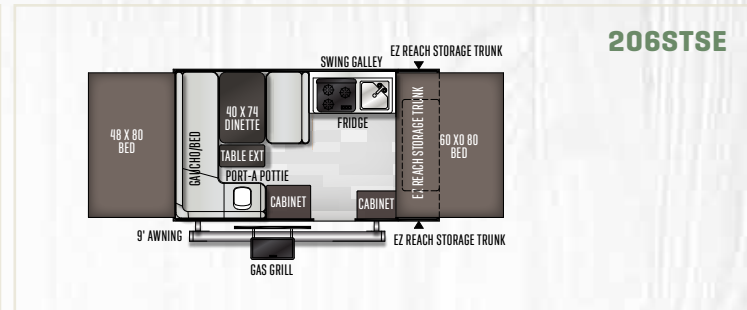 206STSE
EZ REACH STORAGE TRUNK
SWING GALLEY
48 X 80
BED
GAUCHO/BED
40 X 74
DINETTE
TABLE EXT
PORT-A POTTIE
FRIDGE
EZ REACH STORAGE TRUNK
60 X0 80
BED
CABINET
CABINET
9' AWNING
EZ REACH STORAGE TRUNK
GAS GRILL